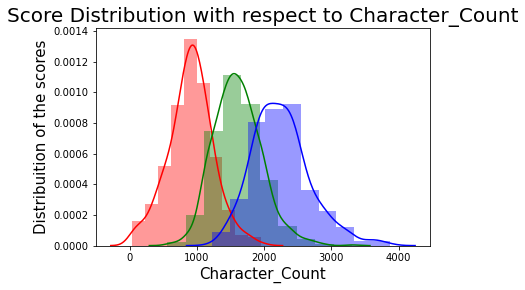 Score Distribution with respect to Character_Count
0.0014
0.0012
0.0010
0.0008
0.0006
0.0004
0.0002
0.0000
Distribuition of the scores
0 1000 2000 3000 4000
Character_Count